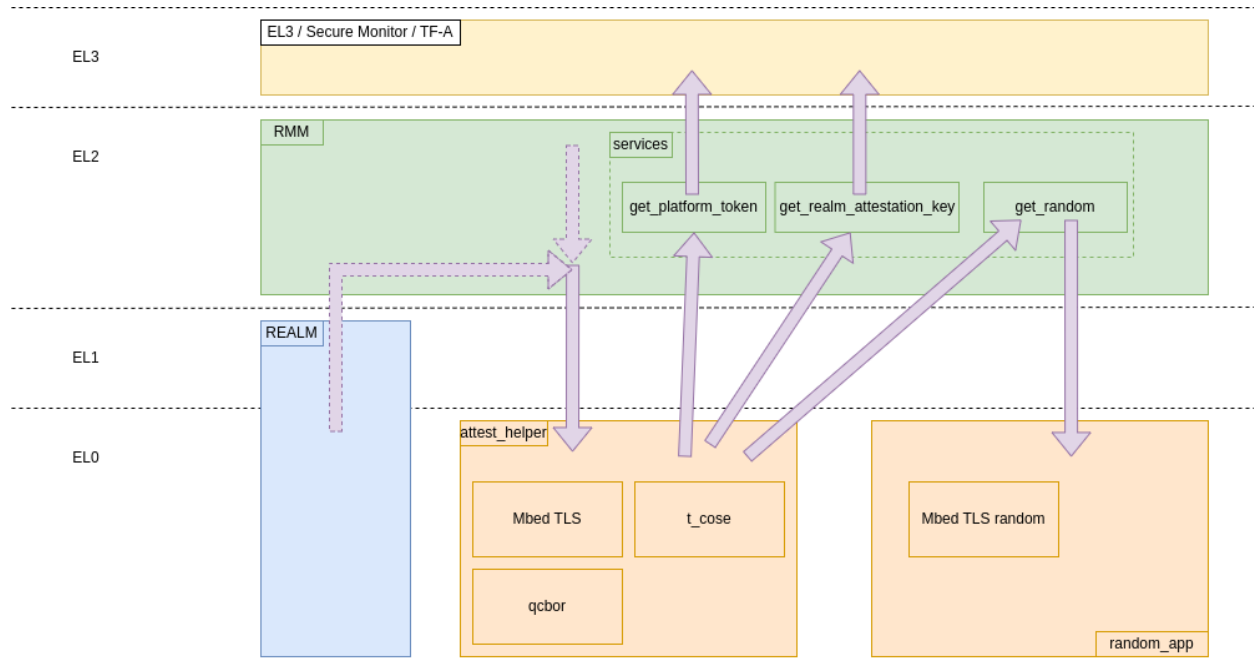 EL3 / Secure Monitor / TF-A
EL3
RMM
services
EL2
get_platform_token
get_realm_attestation_key
get_random
REALM
EL1
attest_helper
EL0
Mbed TLS
t_cose
Mbed TLS random
qcbor
random_app